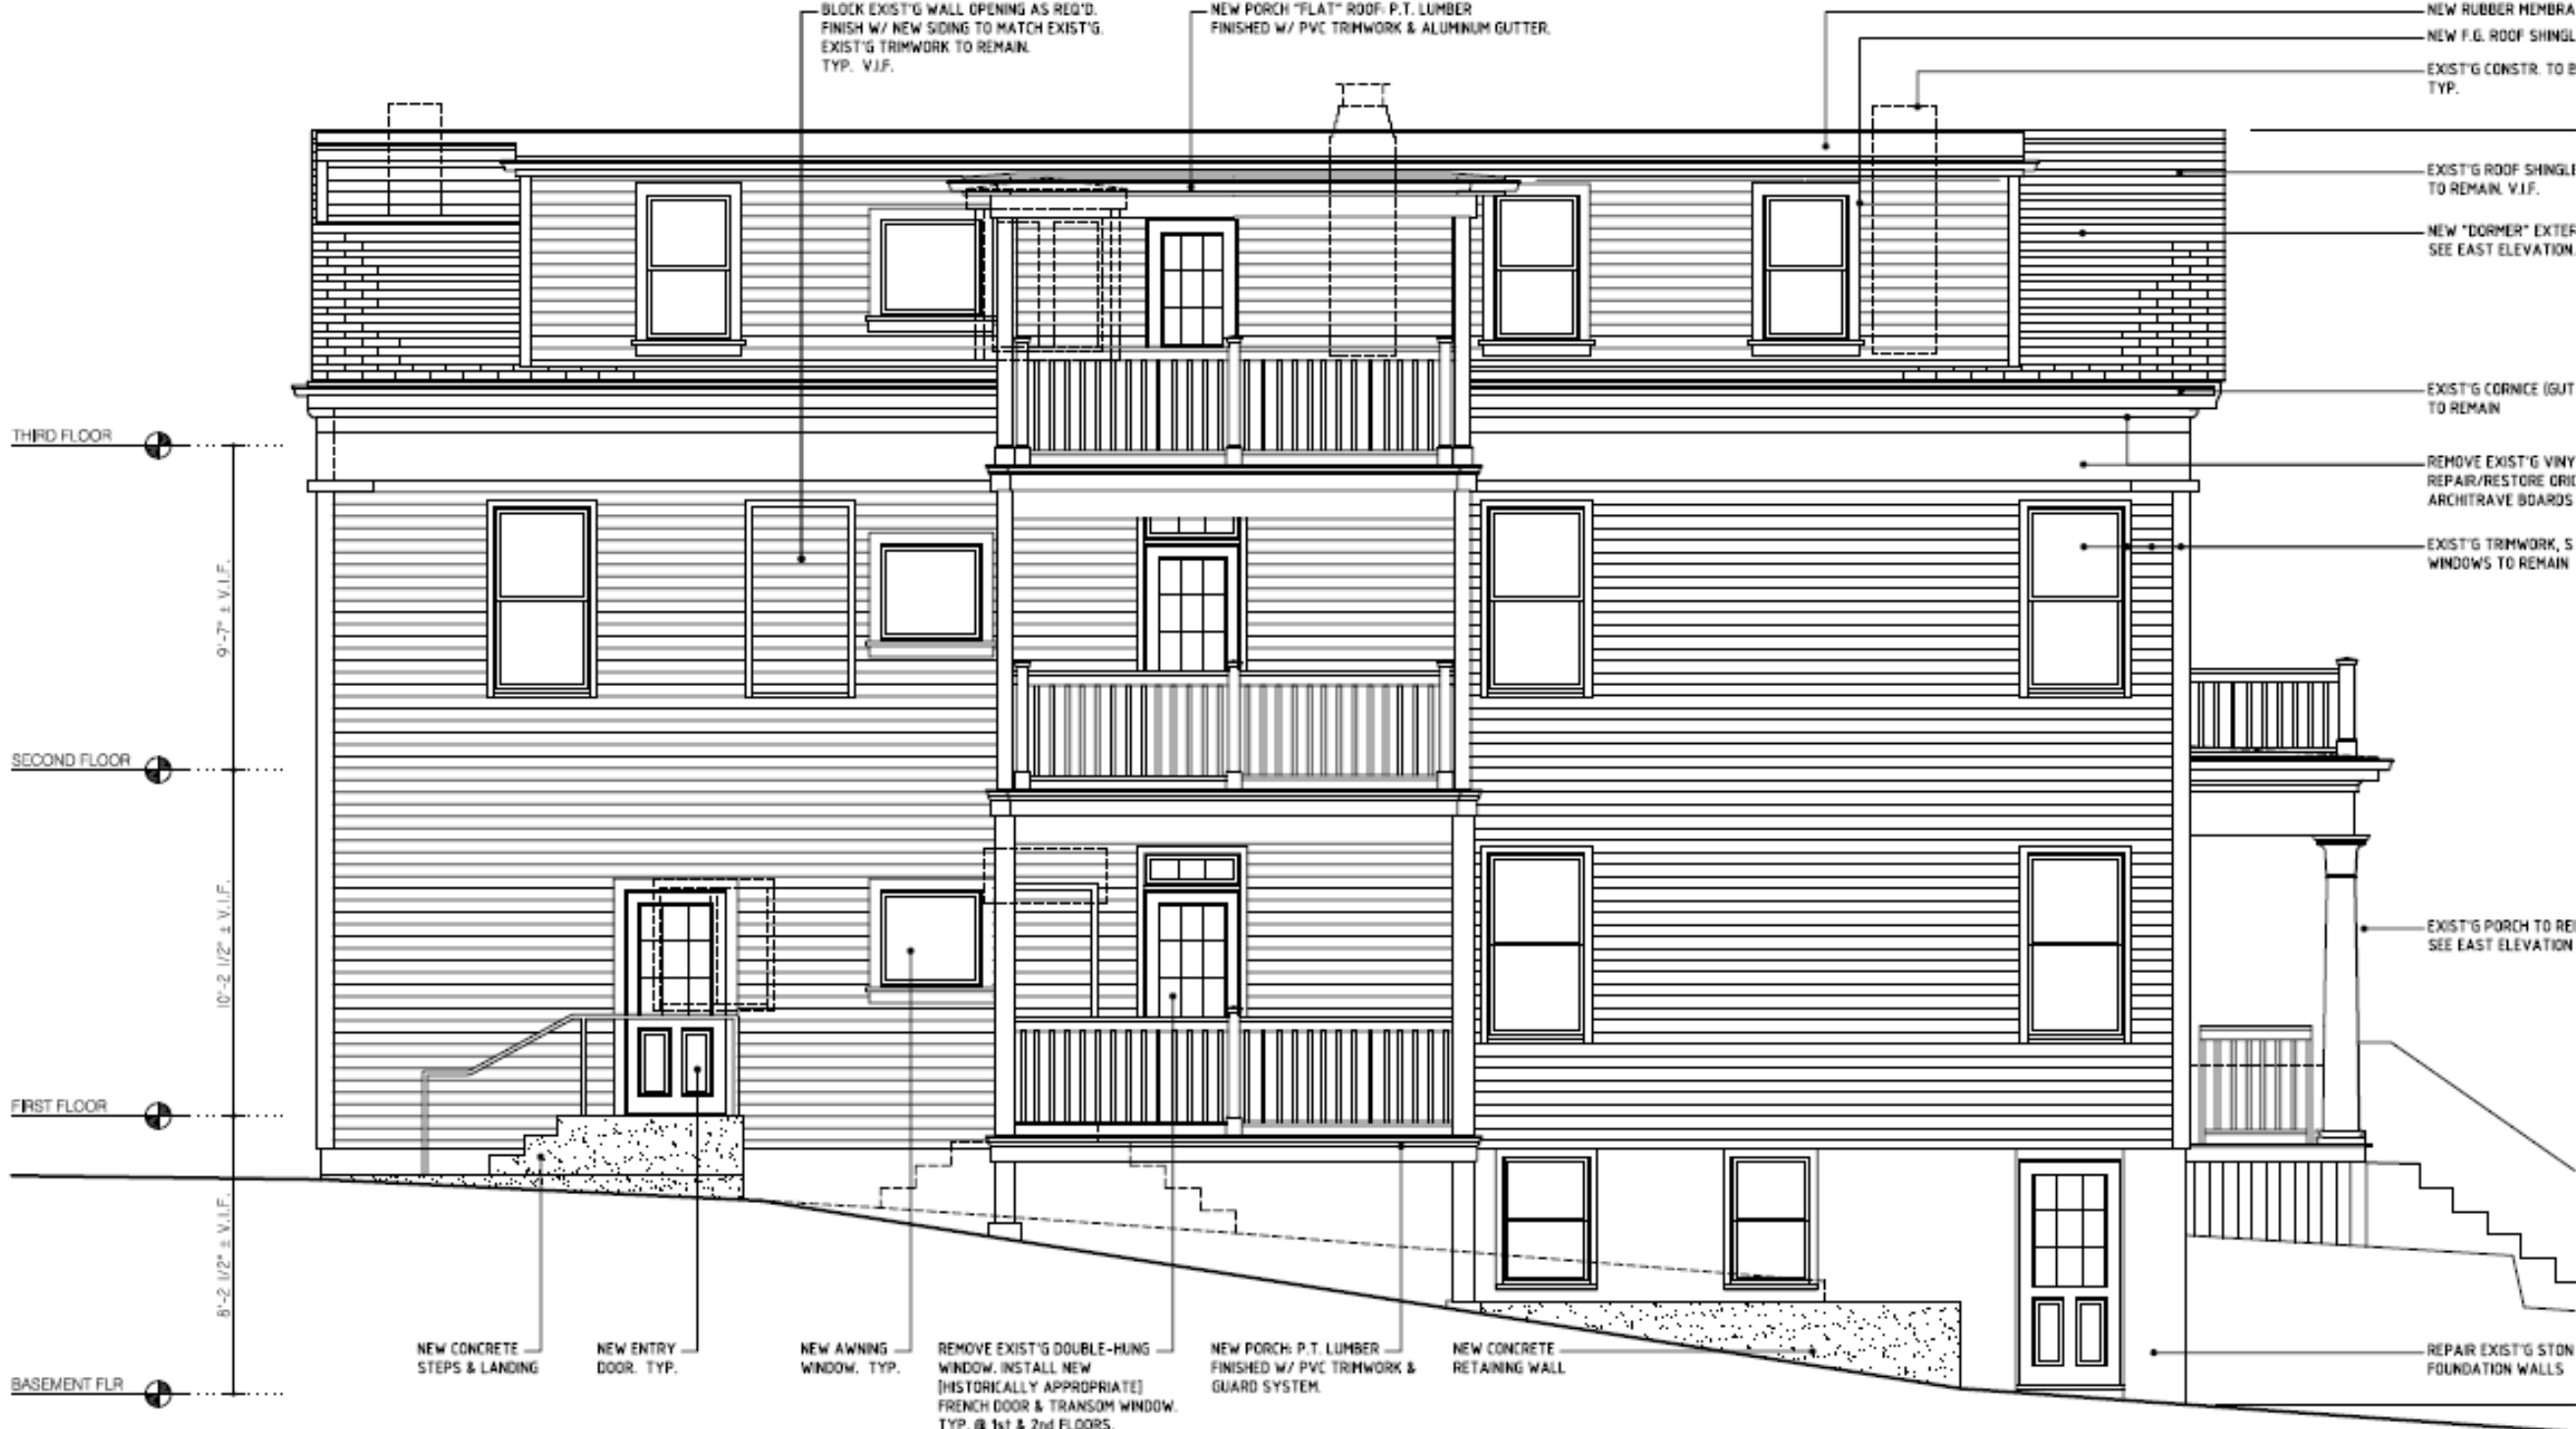 BLOCK EXIST'G WALL OPENING AS REQ'D.
FINISH W/ NEW SIDING TO MATCH EXIST'G.
EXIST'G TRIMWORK TO REMAIN.
TYP. V.I.F.
NEW PORCH "FLAT" ROOF: P.T. LUMBER
FINISHED W/ PVC TRIMWORK & ALUMINUM GUTTER.
NEW RUBBER MEMBRA
NEW F.G. ROOF SHINGL
EXIST'G CONSTR. TO B
TYP.
EXIST'G ROOF SHINGLE
TO REMAIN. V.I.F.
NEW "DORMER" EXTER
SEE EAST ELEVATION.
EXIST'G CORNICE (GUT
TO REMAIN
REMOVE EXIST'G VINY
REPAIR/RESTORE ORIG
ARCHITRAVE BOARDS
EXIST'G TRIMWORK, S
WINDOWS TO REMAIN
EXIST'G PORCH TO REM
SEE EAST ELEVATION
REPAIR EXIST'G STON
FOUNDATION WALLS
THIRD FLOOR
9'-7" ± V.I.F.
SECOND FLOOR
10'-2 1/2" ± V.I.F.
FIRST FLOOR
8'-2 1/2" ± V.I.F.
BASEMENT FLR
NEW CONCRETE
STEPS & LANDING
NEW ENTRY
DOOR. TYP.
NEW AWNING
WINDOW. TYP.
REMOVE EXIST'G DOUBLE-HUNG
WINDOW. INSTALL NEW
[HISTORICALLY APPROPRIATE]
FRENCH DOOR & TRANSOM WINDOW.
TYP. @ 1st & 2nd FLOORS.
NEW PORCH: P.T. LUMBER
FINISHED W/ PVC TRIMWORK &
GUARD SYSTEM.
NEW CONCRETE
RETAINING WALL